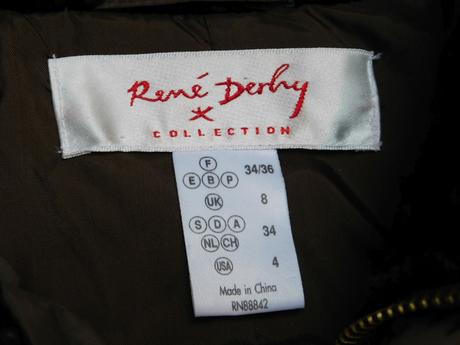 René Derhy
COLLECTION
F
E B P 34/36
UK 8
S D A
NL CH 34
USA 4
Made in China
RN88842